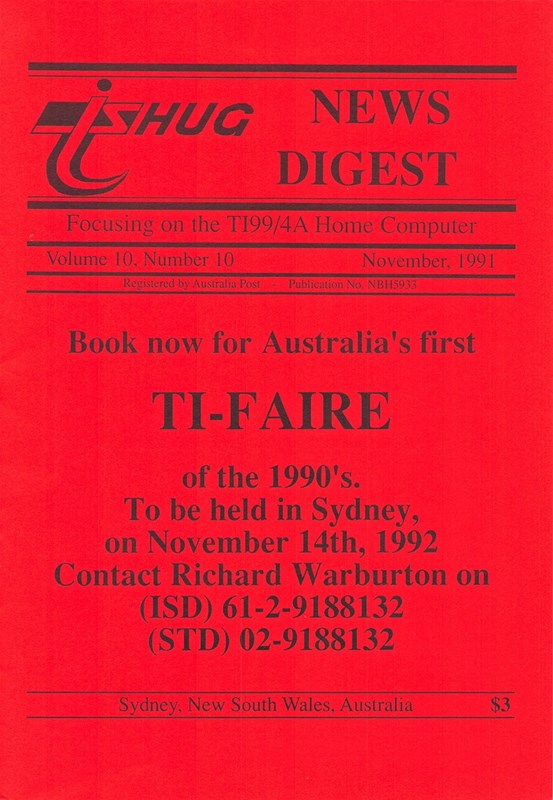 TISHUG
NEWS
DIGEST
Focusing on the TI99/4A Home Computer
Volume 10, Number 10 November, 1991
Registered by Australia Post - Publication No. NBH5933
Book now for Australia's first
TI-FAIRE
of the 1990's.
To be held in Sydney,
on November 14th, 1992
Contact Richard Warburton on
(ISD) 61-2-9188132
(STD) 02-9188132
Sydney, New South Wales, Australia $3